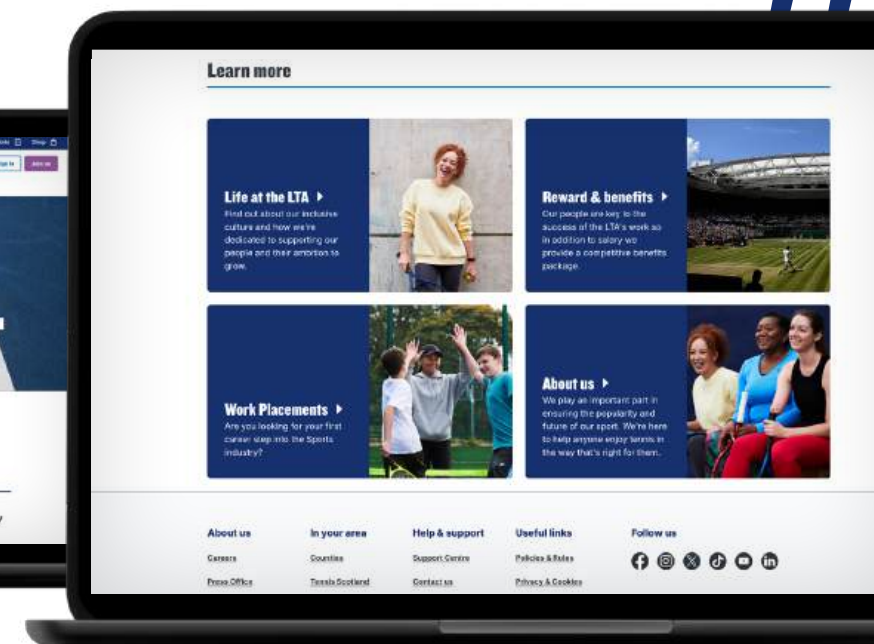 Shop
Sign in
Join us
Learn more
Life at the LTA
Find out about our inclusive
culture and how we're
dedicated to supporting our
people and their ambition to
grow.
Reward & benefits
Our people are key to the
success of the LTA's work so
in addition to salary we
provide a competitive benefits
package.
Work Placements
Are you looking for your first
career step into the Sports
industry?
About us
We play an important part in
ensuring the popularity and
future of our sport. We're here
to help anyone enjoy tennis in
the way that's right for them.
About us
Careers
Press Office
In your area
Counties
Tennis Scotland
Help & support
Support Centre
Contact us
Useful links
Policies & Rules
Privacy & Cookies
Follow us